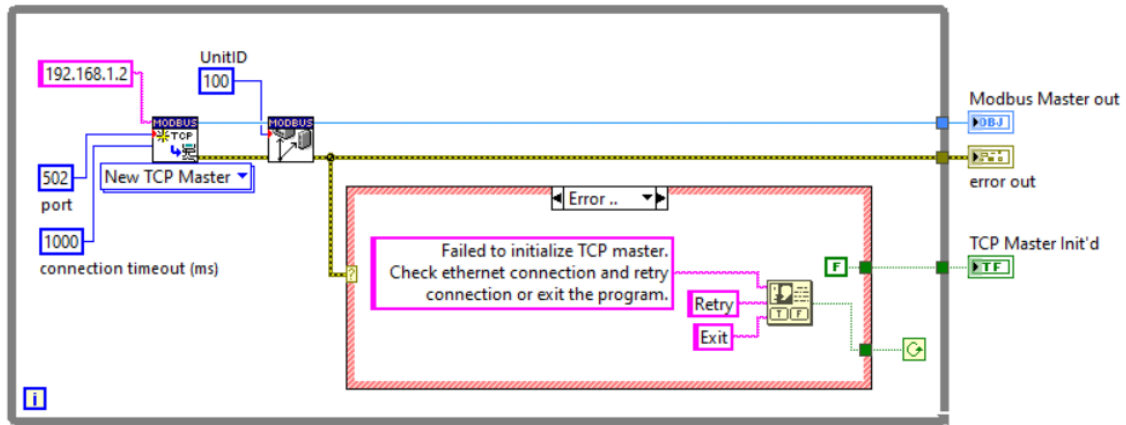 UnitID
192.168.1.2
100
MODBUS
TCP
MODBUS
502
New TCP Master
port
1000
connection timeout (ms)
Error ..
?
Failed to initialize TCP master.
Check ethernet connection and retry
connection or exit the program.
Retry
Exit
T F
F
i
Modbus Master out
OBJ
error out
TCP Master Init'd
TF